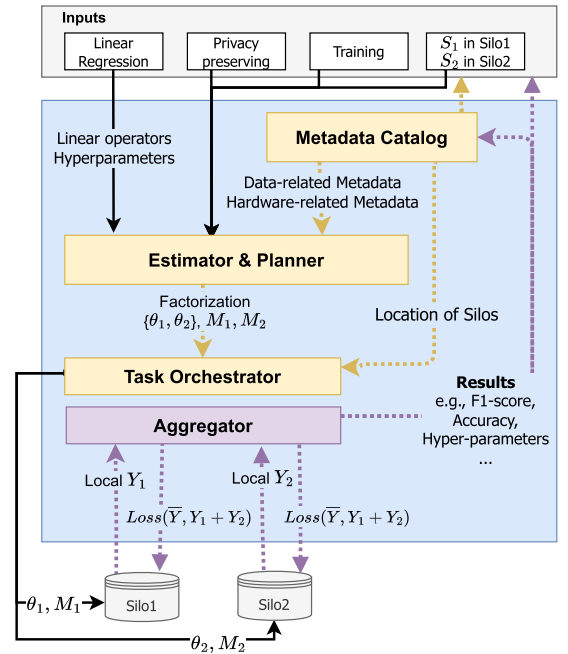 Inputs
Linear
Regression
Privacy
preserving
Training
S₁ in Silo1
S₂ in Silo2
Linear operators
Hyperparameters
Metadata Catalog
Data-related Metadata
Hardware-related Metadata
Estimator & Planner
Factorization
{θ₁, θ₂}, M₁, M₂
Location of Silos
Task Orchestrator
Aggregator
Results
e.g., F1-score,
Accuracy,
Hyper-parameters
...
Local Y₁
Local Y₂
Loss(Y̅, Y₁ + Y₂)
Loss(Y̅, Y₁ + Y₂)
Silo1
Silo2
θ₁, M₁
θ₂, M₂